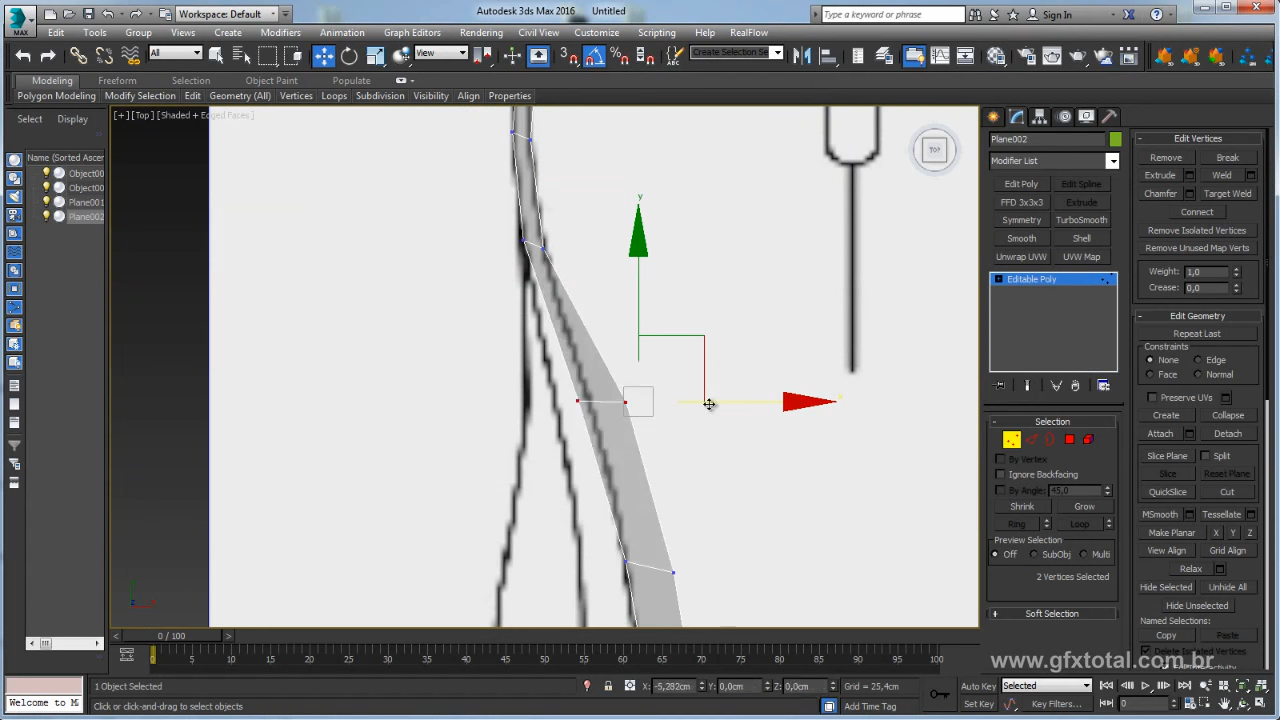 MAX
Workspace: Default
Autodesk 3ds Max 2016 Untitled
Type a keyword or phrase
Sign In
Edit Tools Group Views Create Modifiers Animation Graph Editors Rendering Civil View Customize Scripting Help RealFlow
All
View
Create Selection Se
Modeling Freeform Selection Object Paint Populate
Polygon Modeling Modify Selection Edit Geometry (All) Vertices Loops Subdivision Visibility Align Properties
Select Display
Name (Sorted Ascer
Object00
Object00
Plane001
Plane002
[+][Top][Shaded + Edged Faces]
y
TOP
Plane002
Modifier List
Edit Poly Edit Spline
FFD 3x3x3 Extrude
Symmetry TurboSmooth
Smooth Shell
Unwrap UVW UVW Map
Editable Poly
Selection
By Vertex
Ignore Backfacing
By Angle: 45,0
Shrink Grow
Ring Loop
Preview Selection
Off SubObj Multi
2 Vertices Selected
Soft Selection
Edit Vertices
Remove Break
Extrude Weld
Chamfer Target Weld
Connect
Remove Isolated Vertices
Remove Unused Map Verts
Weight: 1,0
Crease: 0,0
Edit Geometry
Repeat Last
Constraints
None Edge
Face Normal
Preserve UVs
Create Collapse
Attach Detach
Slice Plane Split
Slice Reset Plane
QuickSlice Cut
MSmooth Tessellate
Make Planar X Y Z
View Align Grid Align
Relax
Hide Selected Unhide All
Hide Unselected
Named Selections:
Copy Paste
Delete Isolated Vertices
0 / 100
0 5 10 15 20 25 30 35 40 45 50 55 60 65 70 75 80 85 90 95 100
www.gfxtotal.com.br
1 Object Selected
X: -5,282cm Y: 0,0cm Z: 0,0cm Grid = 25,4cm
Auto Key Selected
Welcome to M
Click or click-and-drag to select objects
Add Time Tag
Set Key Key Filters...
0